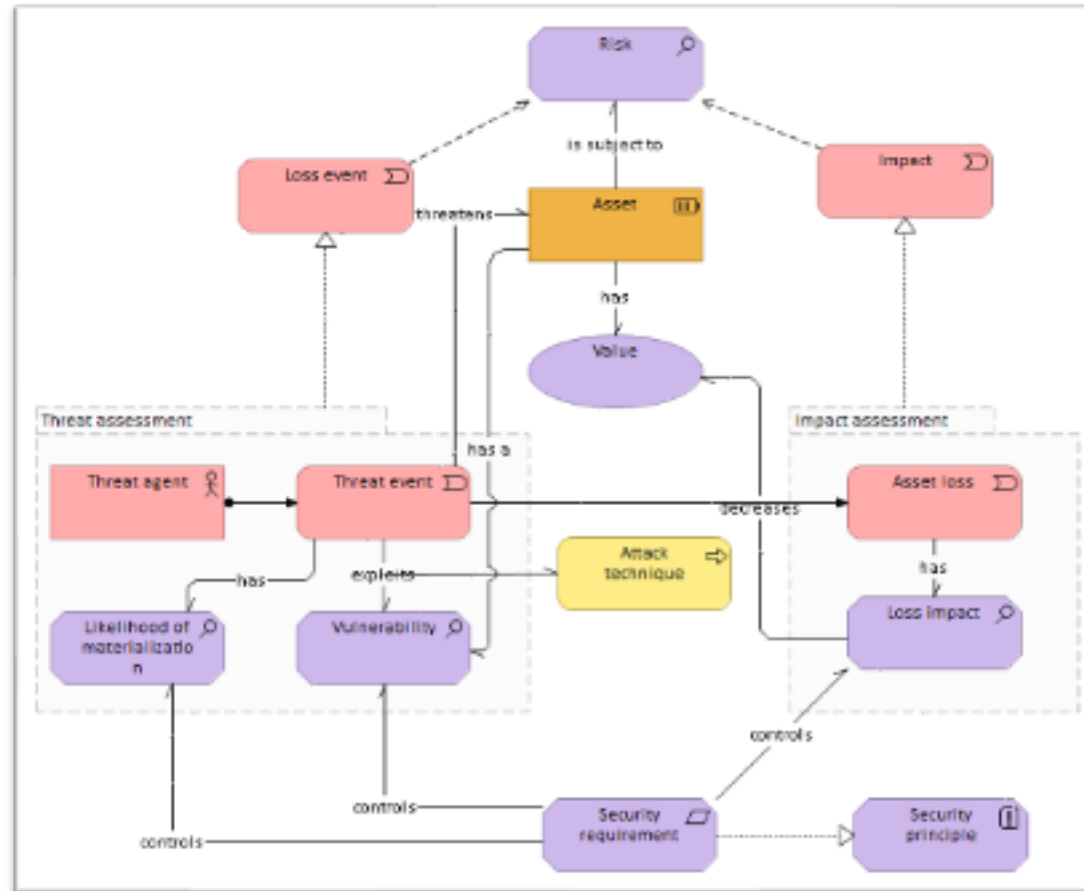 Risk
is subject to
Loss event
Impact
threatens
Asset
has
Value
Threat assessment
Impact assessment
has a
Threat agent
Threat event
Asset loss
decreases
Attack
technique
has
exploits
has
Likelihood of
materializatio
n
Vulnerability
Loss impact
controls
controls
Security
requirement
Security
principle
controls